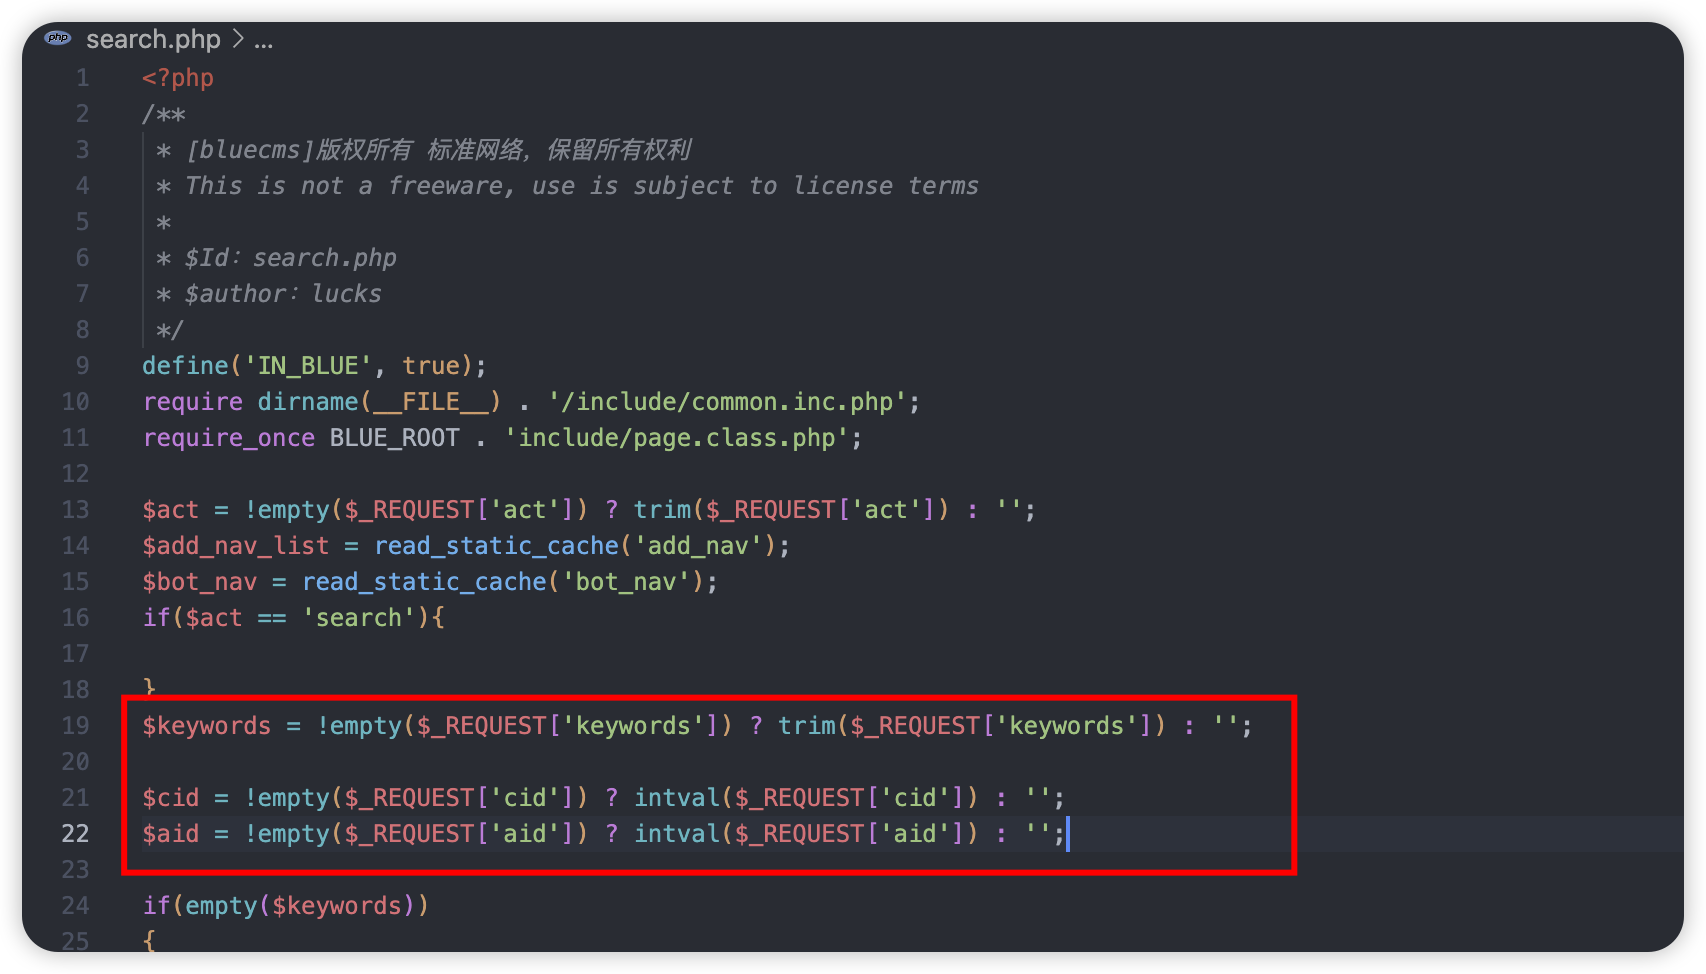 php search.php > ...
1 <?php
2 /**
3 * [bluecms]版权所有 标准网络，保留所有权利
4 * This is not a freeware, use is subject to license terms
5 *
6 * $Id：search.php
7 * $author：lucks
8 */
9 define('IN_BLUE', true);
10 require dirname(__FILE__) . '/include/common.inc.php';
11 require_once BLUE_ROOT . 'include/page.class.php';
12
13 $act = !empty($_REQUEST['act']) ? trim($_REQUEST['act']) : '';
14 $add_nav_list = read_static_cache('add_nav');
15 $bot_nav = read_static_cache('bot_nav');
16 if($act == 'search'){
17
18 }
19 $keywords = !empty($_REQUEST['keywords']) ? trim($_REQUEST['keywords']) : '';
20
21 $cid = !empty($_REQUEST['cid']) ? intval($_REQUEST['cid']) : '';
22 $aid = !empty($_REQUEST['aid']) ? intval($_REQUEST['aid']) : '';
23
24 if(empty($keywords))
25 {